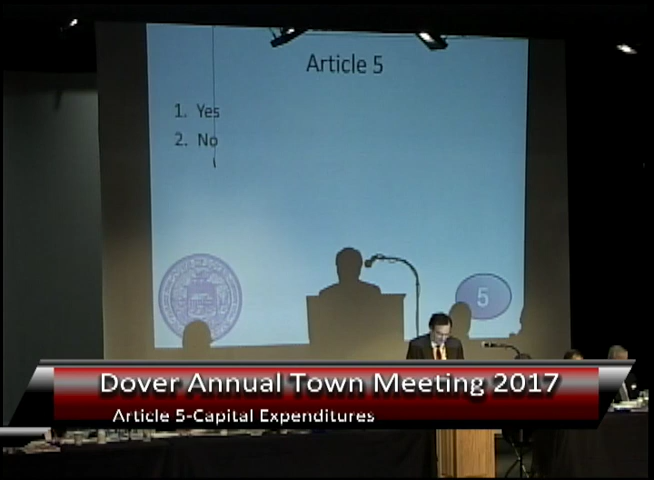 Article 5
1. Yes
2. No
5
Dover Annual Town Meeting 2017
Article 5-Capital Expenditures